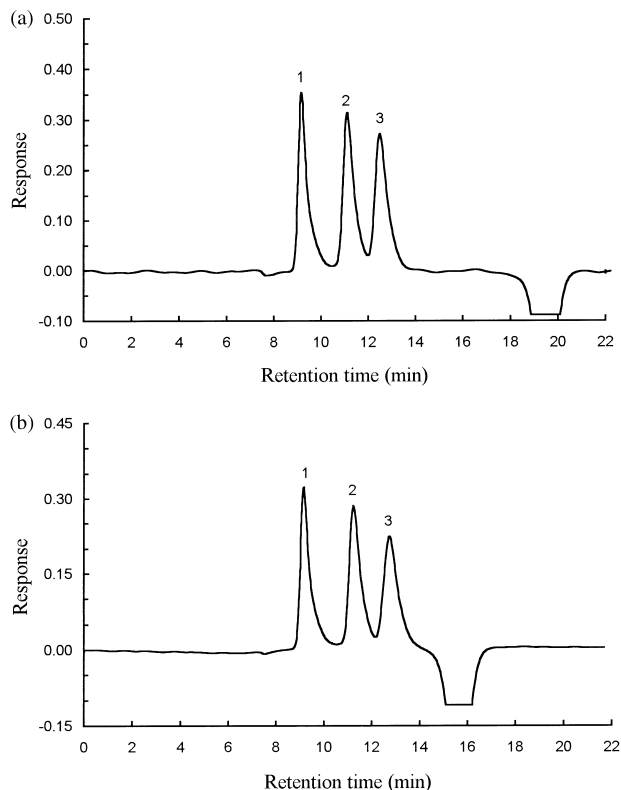 (a)
0.50
0.40
0.30
0.20
0.10
0.00
-0.10
Response
1
2
3
0 2 4 6 8 10 12 14 16 18 20 22
Retention time (min)
(b)
0.45
0.30
0.15
0.00
-0.15
Response
1
2
3
0 2 4 6 8 10 12 14 16 18 20 22
Retention time (min)